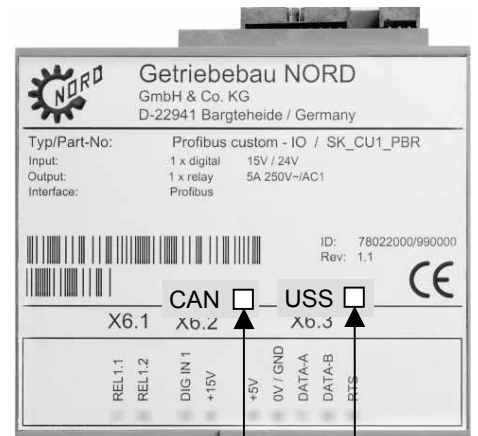 NORD
Getriebebau NORD
GmbH & Co. KG
D-22941 Bargteheide / Germany
Typ/Part-No: Profibus custom - IO / SK_CU1_PBR
Input: 1 x digital 15V / 24V
Output: 1 x relay 5A 250V~/AC1
Interface: Profibus
ID: 78022000/990000
Rev: 1.1
CE
CAN USS
X6.1 X6.2 X6.3
REL1.1 REL1.2 DIG IN 1 +15V +5V 0V / GND DATA-A DATA-B RTS